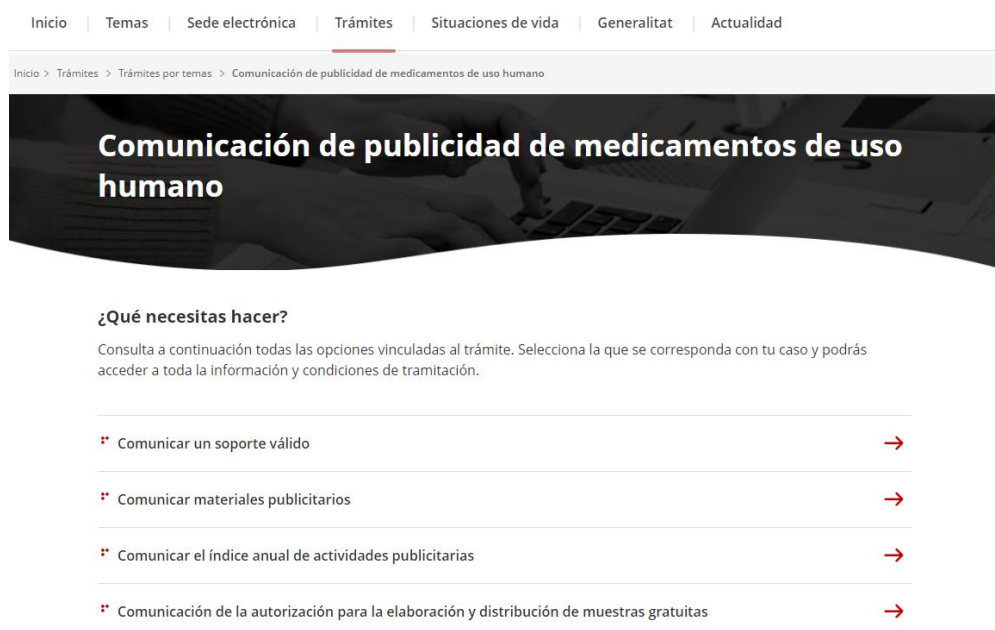 Inicio | Temas | Sede electrónica | Trámites | Situaciones de vida | Generalitat | Actualidad
Inicio > Trámites > Trámites por temas > Comunicación de publicidad de medicamentos de uso humano
Comunicación de publicidad de medicamentos de uso
humano
¿Qué necesitas hacer?
Consulta a continuación todas las opciones vinculadas al trámite. Selecciona la que se corresponda con tu caso y podrás
acceder a toda la información y condiciones de tramitación.
Comunicar un soporte válido
Comunicar materiales publicitarios
Comunicar el índice anual de actividades publicitarias
Comunicación de la autorización para la elaboración y distribución de muestras gratuitas